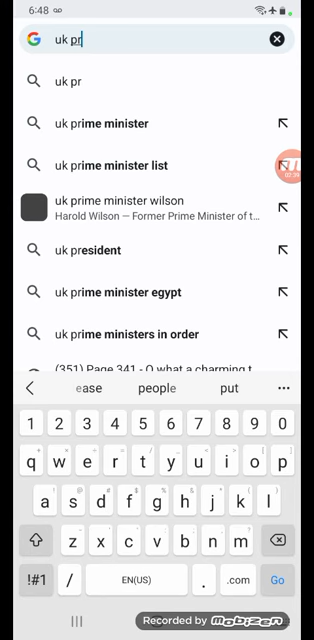 6:48
uk pr
uk pr
uk prime minister
uk prime minister list
02:39
uk prime minister wilson
Harold Wilson — Former Prime Minister of t...
uk president
uk prime minister egypt
uk prime ministers in order
(351) Page 341 - O what a charming t
ease people put
1 2 3 4 5 6 7 8 9 0
q w e r t y u i o p
a s d f g h j k l
z x c v b n m
!#1 / EN(US) . .com Go
Recorded by mobizen